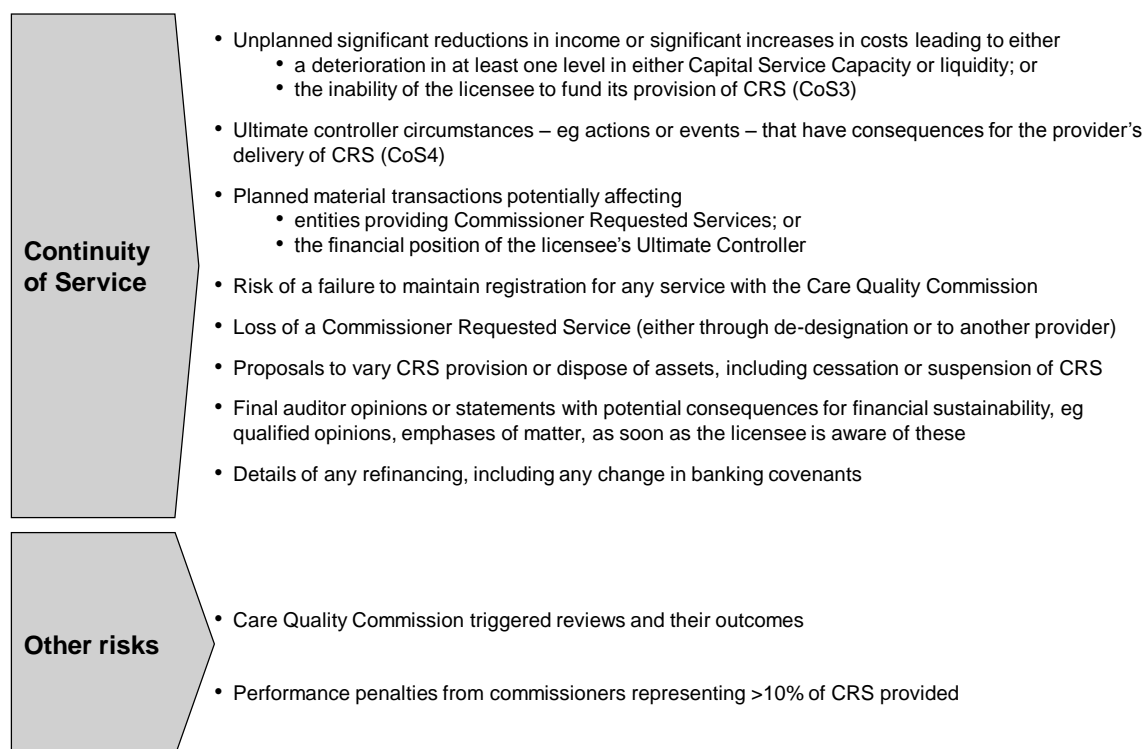 Continuity
of Service
• Unplanned significant reductions in income or significant increases in costs leading to either
• a deterioration in at least one level in either Capital Service Capacity or liquidity; or
• the inability of the licensee to fund its provision of CRS (CoS3)
• Ultimate controller circumstances – eg actions or events – that have consequences for the provider's
delivery of CRS (CoS4)
• Planned material transactions potentially affecting
• entities providing Commissioner Requested Services; or
• the financial position of the licensee's Ultimate Controller
• Risk of a failure to maintain registration for any service with the Care Quality Commission
• Loss of a Commissioner Requested Service (either through de-designation or to another provider)
• Proposals to vary CRS provision or dispose of assets, including cessation or suspension of CRS
• Final auditor opinions or statements with potential consequences for financial sustainability, eg
qualified opinions, emphases of matter, as soon as the licensee is aware of these
• Details of any refinancing, including any change in banking covenants
Other risks
• Care Quality Commission triggered reviews and their outcomes
• Performance penalties from commissioners representing >10% of CRS provided